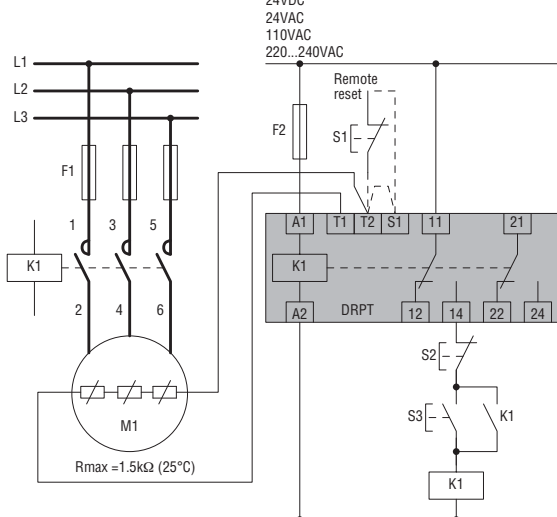 24VDC
24VAC
110VAC
220...240VAC
L1
L2
L3
Remote
reset
F1
F2
S1
1 3 5
A1 T1 T2 S1 11 21
K1
K1
2 4 6
A2 DRPT 12 14 22 24
S2
M1
S3 K1
Rmax =1.5kΩ (25°C)
K1